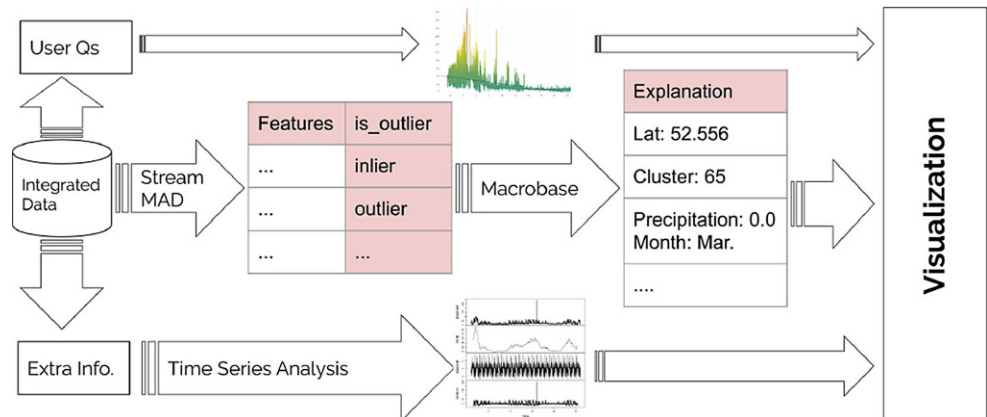 User Qs
Integrated
Data
Stream
MAD
Features is_outlier
... inlier
... outlier
... ...
Macrobase
Explanation
Lat: 52.556
Cluster: 65
Precipitation: 0.0
Month: Mar.
....
Extra Info.
Time Series Analysis
Visualization